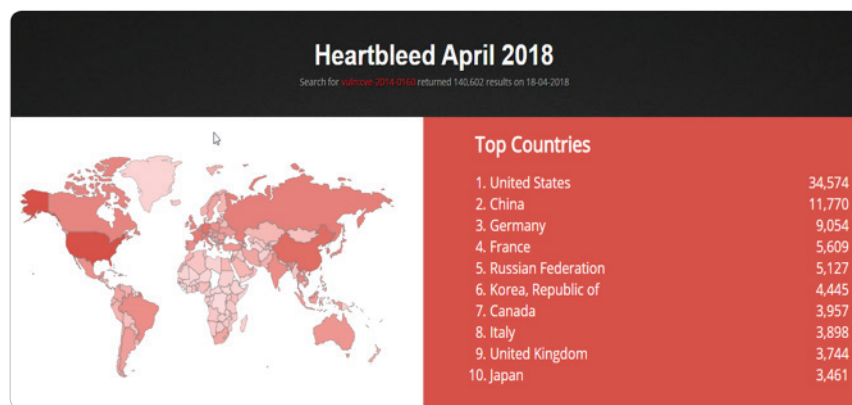 Heartbleed April 2018
Search for vuln:cve-2014-0160 returned 140,602 results on 18-04-2018
Top Countries
1. United States 34,574
2. China 11,770
3. Germany 9,054
4. France 5,609
5. Russian Federation 5,127
6. Korea, Republic of 4,445
7. Canada 3,957
8. Italy 3,898
9. United Kingdom 3,744
10. Japan 3,461